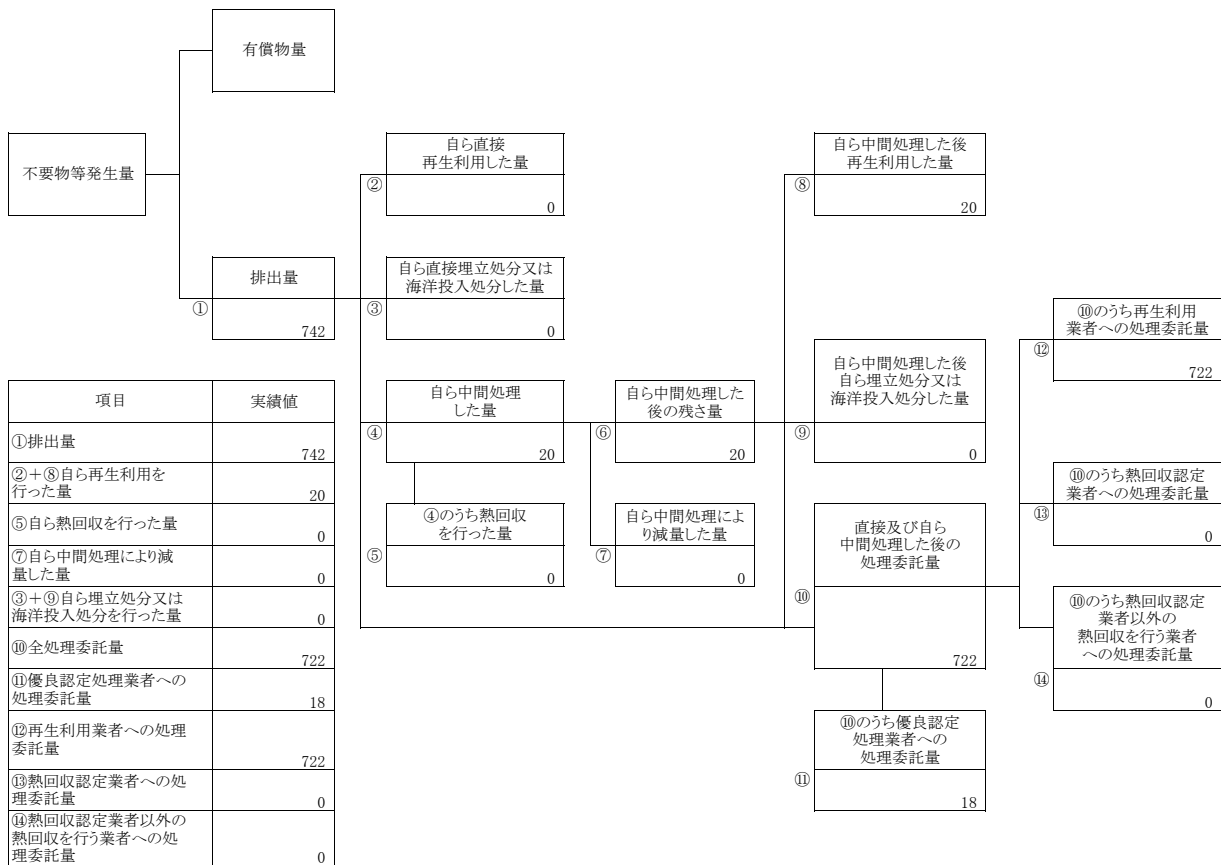 有償物量
不要物等発生量
自ら直接
再生利用した量
②
0
自ら中間処理した後
再生利用した量
⑧
20
排出量
①
742
自ら直接埋立処分又は
海洋投入処分した量
③
0
⑩のうち再生利用
業者への処理委託量
⑫
722
自ら中間処理
した量
④
20
自ら中間処理した
後の残さ量
⑥
20
自ら中間処理した後
自ら埋立処分又は
海洋投入処分した量
⑨
0
⑩のうち熱回収認定
業者への処理委託量
⑬
0
④のうち熱回収
を行った量
⑤
0
自ら中間処理によ
り減量した量
⑦
0
直接及び自ら
中間処理した後の
処理委託量
⑩
722
⑩のうち熱回収認定
業者以外の
熱回収を行う業者
への処理委託量
⑭
0
⑩のうち優良認定
処理業者への
処理委託量
⑪
18
項目 実績値
①排出量
742
②+⑧自ら再生利用を
行った量 20
⑤自ら熱回収を行った量
0
⑦自ら中間処理により減
量した量 0
③+⑨自ら埋立処分又は
海洋投入処分を行った量 0
⑩全処理委託量
722
⑪優良認定処理業者への
処理委託量 18
⑫再生利用業者への処理
委託量
722
⑬熱回収認定業者への処
理委託量 0
⑭熱回収認定業者以外の
熱回収を行う業者への処
理委託量 0